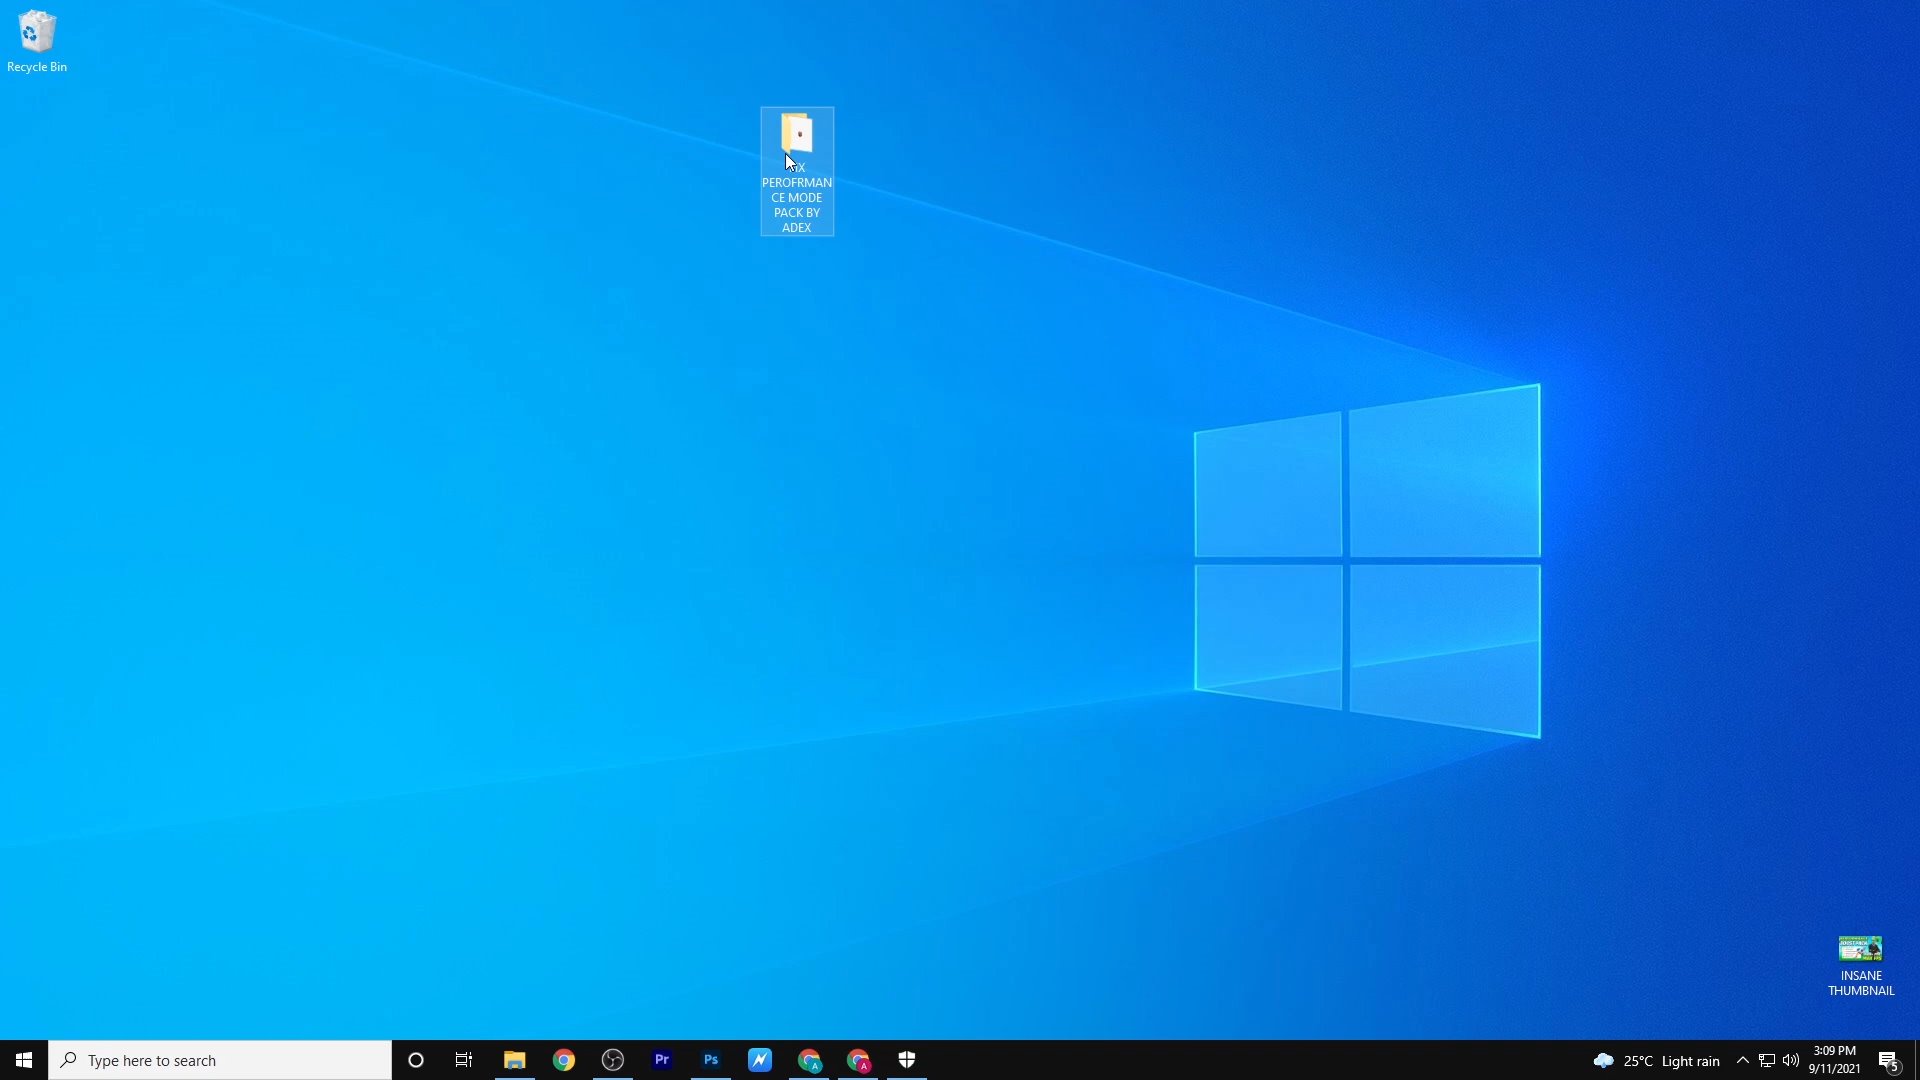 Recycle Bin
PEROFRMAN
CE MODE
PACK BY
ADEX
INSANE
THUMBNAIL
Type here to search
Pr
Ps
A
A
25°C Light rain
3:09 PM
9/11/2021
5